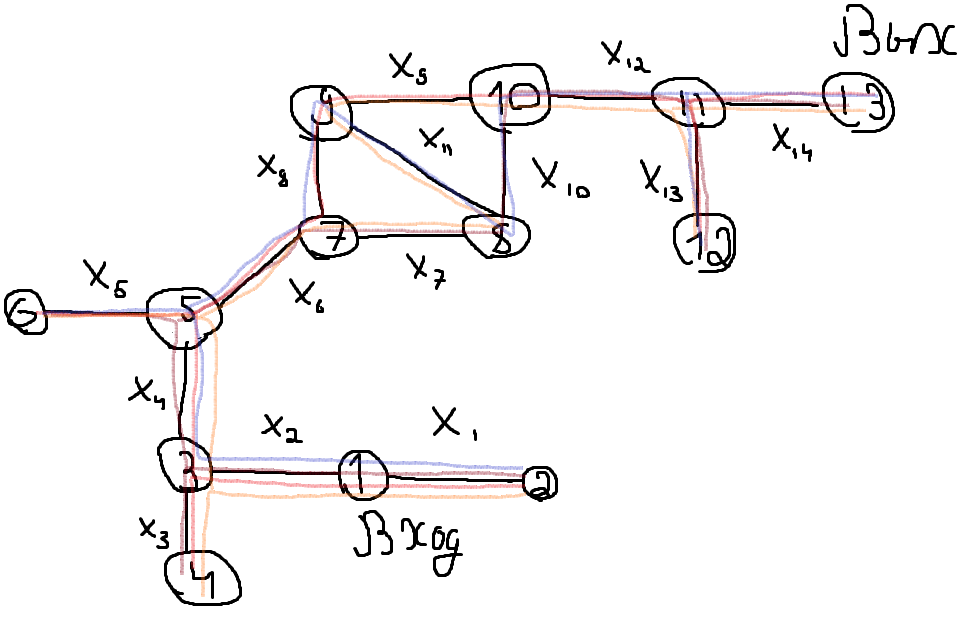 Выход
X₉ 10 X₁₂ 11 13
9 X₁₁ X₁₄
X₈ X₁₀ X₁₃
7 8 12
X₅ X₇
6 5 X₆
X₄
X₂ X₁
3 1 2
X₃ Вход
4